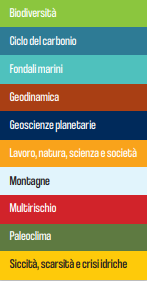 Biodiversità
Ciclo del carbonio
Fondali marini
Geodinamica
Geoscienze planetarie
Lavoro, natura, scienza e società
Montagne
Multirischio
Paleoclima
Siccità, scarsità e crisi idriche